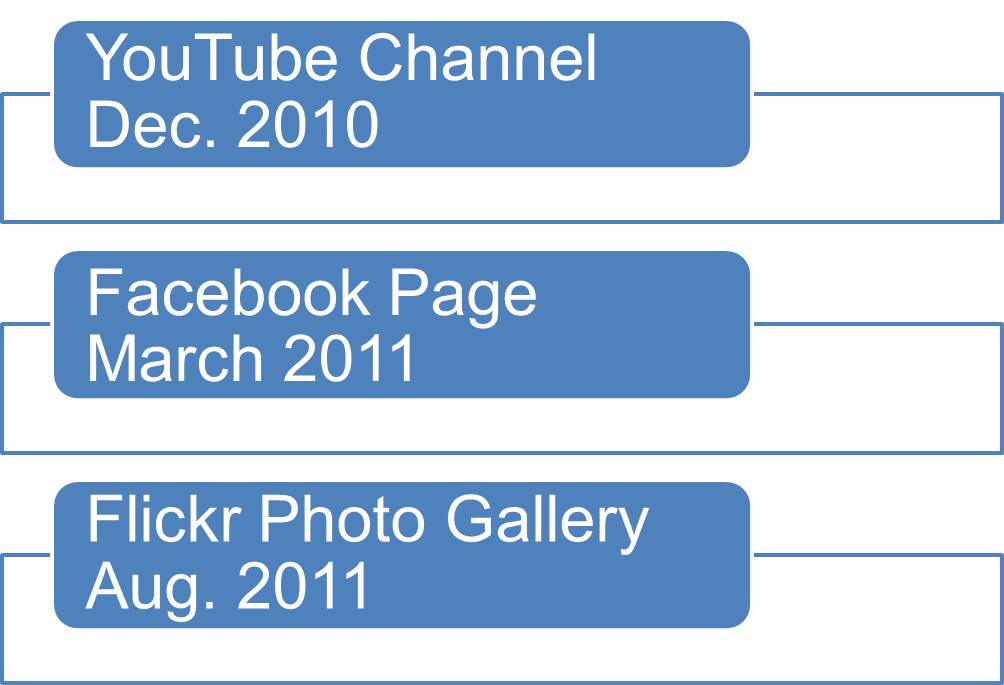 YouTube Channel
Dec. 2010
Facebook Page
March 2011
Flickr Photo Gallery
Aug. 2011